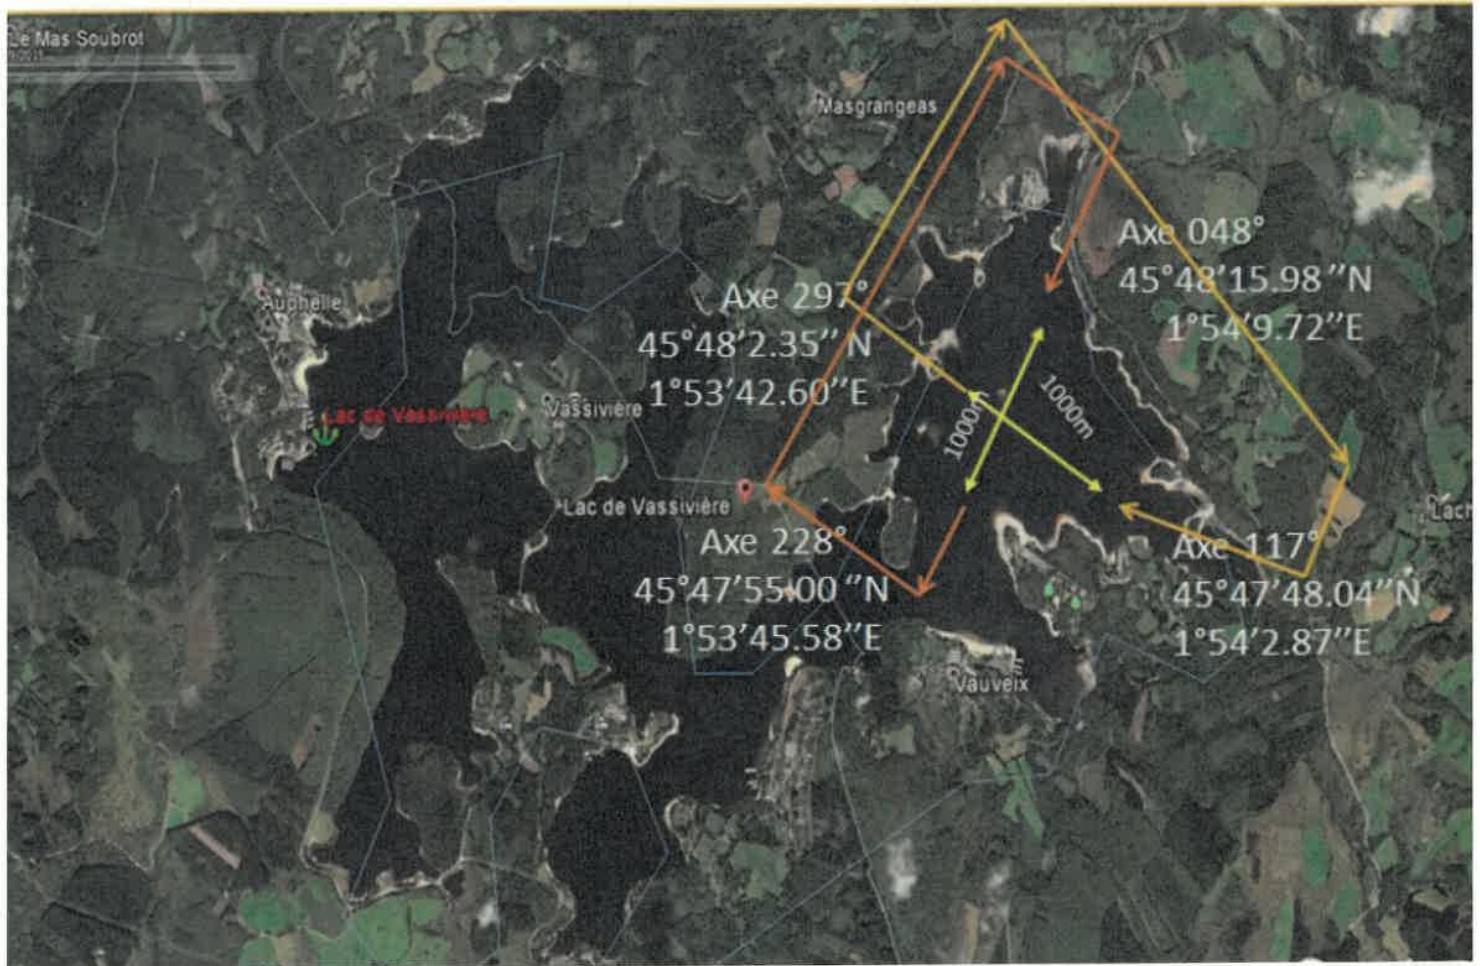 Le Mas Soubrot
Masgrangeas
Axe 048°
45°48'15.98 ''N
1°54'9.72''E
Auphelle
Axe 297°
45°48'2.35'' N
1°53'42.60''E
Lac de Vassivière
Vassivière
1000m
1000m
Lac de Vassivière
Lach
Axe 228°
45°47'55.00 ''N
1°53'45.58''E
Axe 117°
45°47'48.04''N
1°54'2.87''E
Vauveix